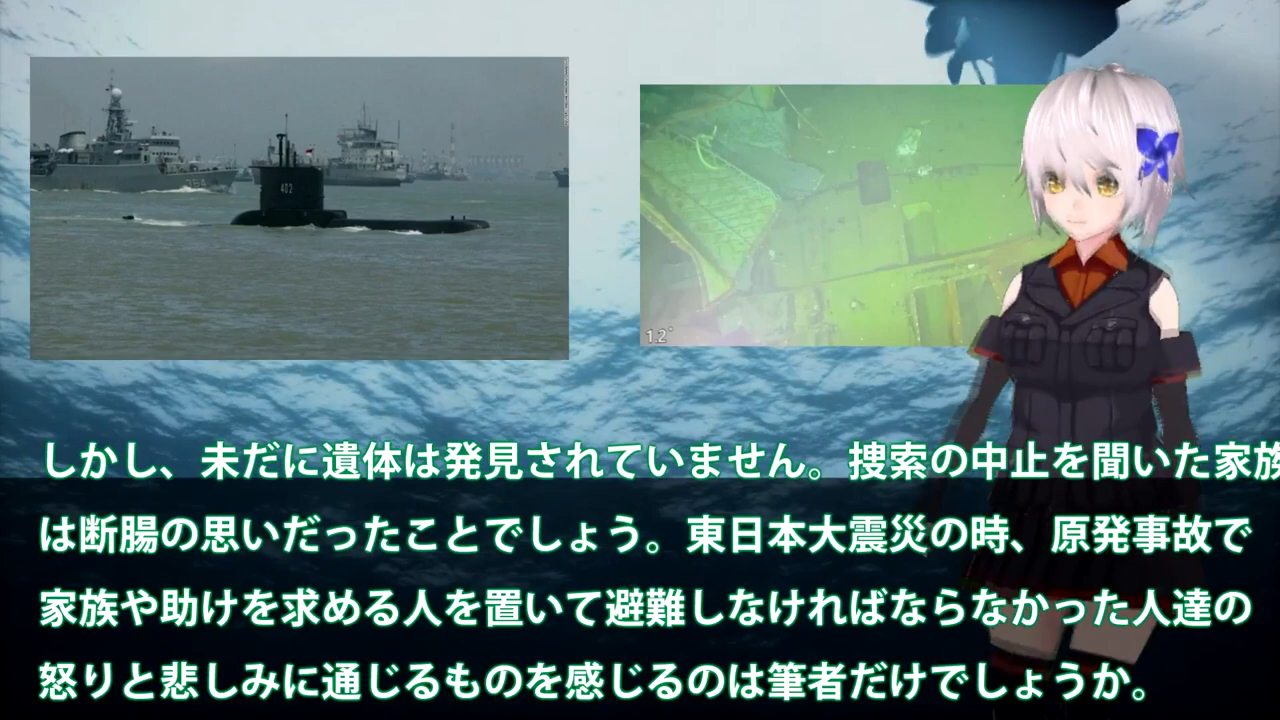 402
1.2°
しかし、未だに遺体は発見されていません。捜索の中止を聞いた家族
は断腸の思いだったことでしょう。東日本大震災の時、原発事故で
家族や助けを求める人を置いて避難しなければならなかった人達の
怒りと悲しみに通じるものを感じるのは筆者だけでしょうか。